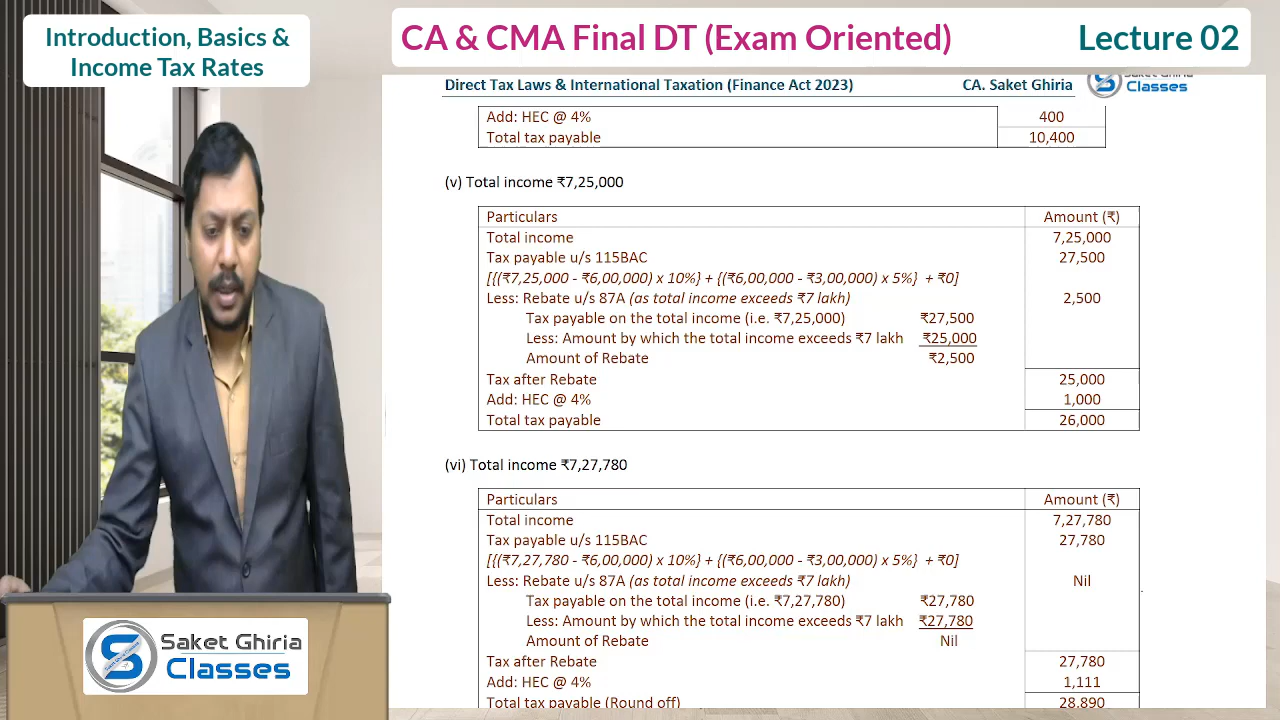 Introduction, Basics &
Income Tax Rates
CA & CMA Final DT (Exam Oriented)
Lecture 02
Direct Tax Laws & International Taxation (Finance Act 2023)
CA. Saket Ghiria
Saket Ghiria
Classes
Add: HEC @ 4% 400
Total tax payable 10,400
(v) Total income ₹7,25,000
Particulars Amount (₹)
Total income 7,25,000
Tax payable u/s 115BAC 27,500
[{(₹7,25,000 - ₹6,00,000) x 10%} + {(₹6,00,000 - ₹3,00,000) x 5%} + ₹0]
Less: Rebate u/s 87A (as total income exceeds ₹7 lakh) 2,500
Tax payable on the total income (i.e. ₹7,25,000) ₹27,500
Less: Amount by which the total income exceeds ₹7 lakh ₹25,000
Amount of Rebate ₹2,500
Tax after Rebate 25,000
Add: HEC @ 4% 1,000
Total tax payable 26,000
(vi) Total income ₹7,27,780
Particulars Amount (₹)
Total income 7,27,780
Tax payable u/s 115BAC 27,780
[{(₹7,27,780 - ₹6,00,000) x 10%} + {(₹6,00,000 - ₹3,00,000) x 5%} + ₹0]
Less: Rebate u/s 87A (as total income exceeds ₹7 lakh) Nil
Tax payable on the total income (i.e. ₹7,27,780) ₹27,780
Less: Amount by which the total income exceeds ₹7 lakh ₹27,780
Amount of Rebate Nil
Tax after Rebate 27,780
Add: HEC @ 4% 1,111
Total tax payable (Round off) 28,890
Saket Ghiria
Classes